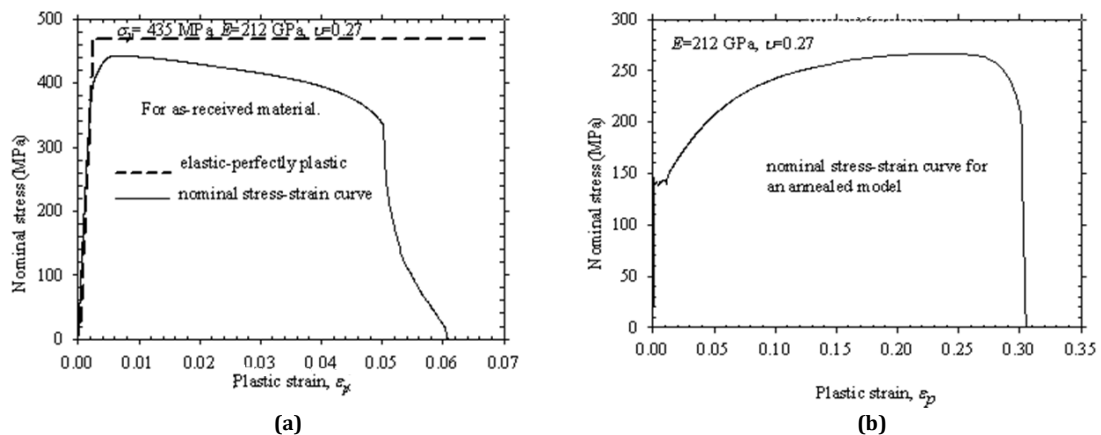 500
400
300
200
100
0
0.00 0.01 0.02 0.03 0.04 0.05 0.06 0.07
Nominal stress (MPa)
Plastic strain, εp
σy= 435 MPa, E=212 GPa, υ=0.27
For as-received material.
elastic-perfectly plastic
nominal stress-strain curve
(a)
300
250
200
150
100
50
0
0.00 0.05 0.10 0.15 0.20 0.25 0.30 0.35
Nominal stress (MPa)
Plastic strain, εp
E=212 GPa, υ=0.27
nominal stress-strain curve for
an annealed model
(b)